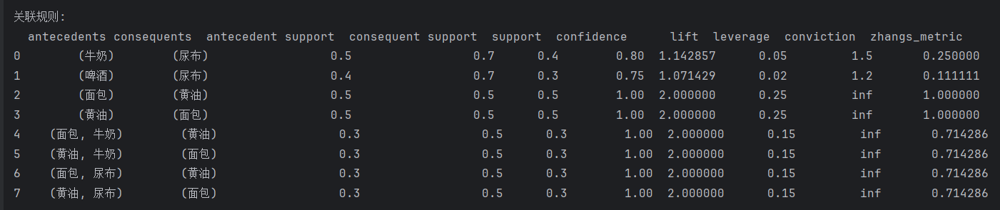 关联规则:
antecedents consequents antecedent support consequent support support confidence lift leverage conviction zhangs_metric
0 (牛奶) (尿布) 0.5 0.7 0.4 0.80 1.142857 0.05 1.5 0.250000
1 (啤酒) (尿布) 0.4 0.7 0.3 0.75 1.071429 0.02 1.2 0.111111
2 (面包) (黄油) 0.5 0.5 0.5 1.00 2.000000 0.25 inf 1.000000
3 (黄油) (面包) 0.5 0.5 0.5 1.00 2.000000 0.25 inf 1.000000
4 (面包, 牛奶) (黄油) 0.3 0.5 0.3 1.00 2.000000 0.15 inf 0.714286
5 (黄油, 牛奶) (面包) 0.3 0.5 0.3 1.00 2.000000 0.15 inf 0.714286
6 (面包, 尿布) (黄油) 0.3 0.5 0.3 1.00 2.000000 0.15 inf 0.714286
7 (黄油, 尿布) (面包) 0.3 0.5 0.3 1.00 2.000000 0.15 inf 0.714286